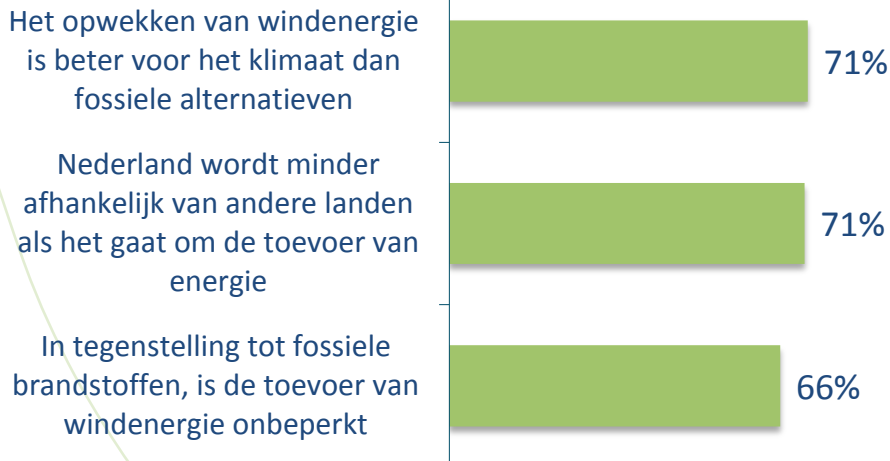 Het opwekken van windenergie
is beter voor het klimaat dan
fossiele alternatieven
71%
Nederland wordt minder
afhankelijk van andere landen
als het gaat om de toevoer van
energie
71%
In tegenstelling tot fossiele
brandstoffen, is de toevoer van
windenergie onbeperkt
66%